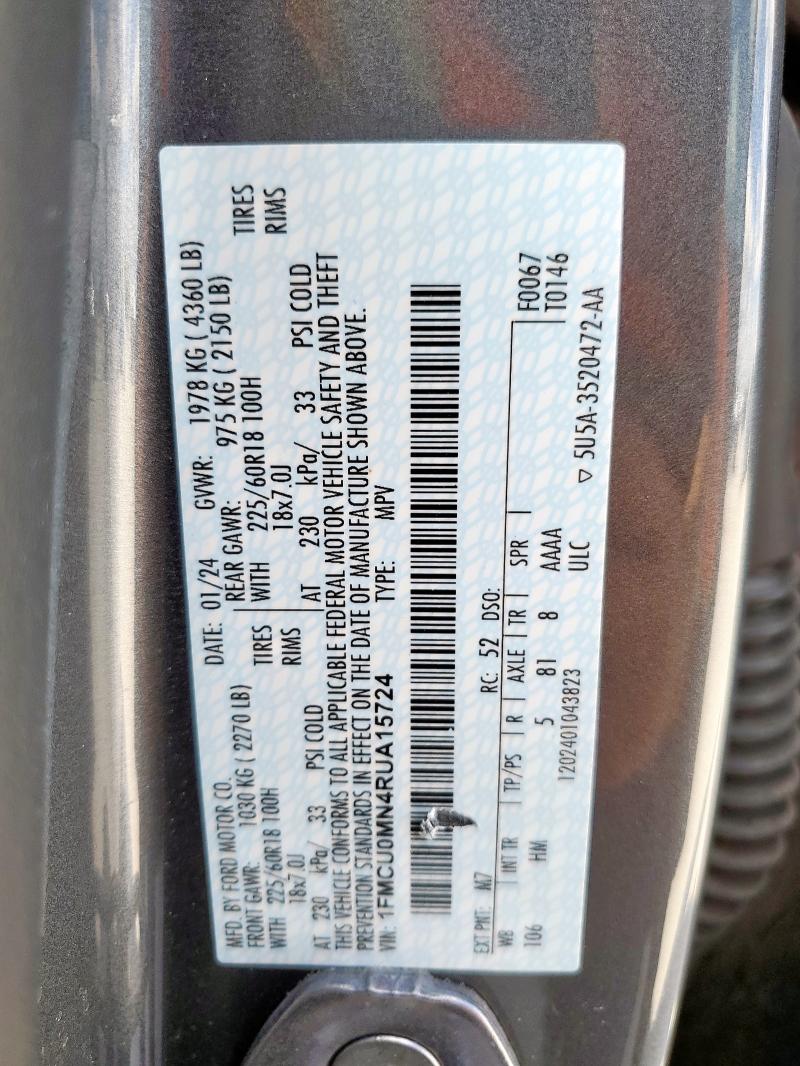 MFD. BY FORD MOTOR CO.
DATE: 01/24 GVWR: 1978 KG ( 4360 LB)
FRONT GAWR: 1030 KG ( 2270 LB) REAR GAWR: 975 KG ( 2150 LB)
WITH 225/60R18 100H TIRES WITH 225/60R18 100H TIRES
18x7.0J RIMS 18x7.0J RIMS
AT 230 kPa/ 33 PSI COLD AT 230 kPa/ 33 PSI COLD
THIS VEHICLE CONFORMS TO ALL APPLICABLE FEDERAL MOTOR VEHICLE SAFETY AND THEFT
PREVENTION STANDARDS IN EFFECT ON THE DATE OF MANUFACTURE SHOWN ABOVE.
VIN: 1FMCU0MN4RUA15724 TYPE: MPV
EXT PNT: M7 RC: 52 DSO:
WB INT TR TP/PS R AXLE TR SPR F0067
106 HM 5 81 8 AAAA T0146
1202401043823 ULC
▽ 5U5A-3520472-AA